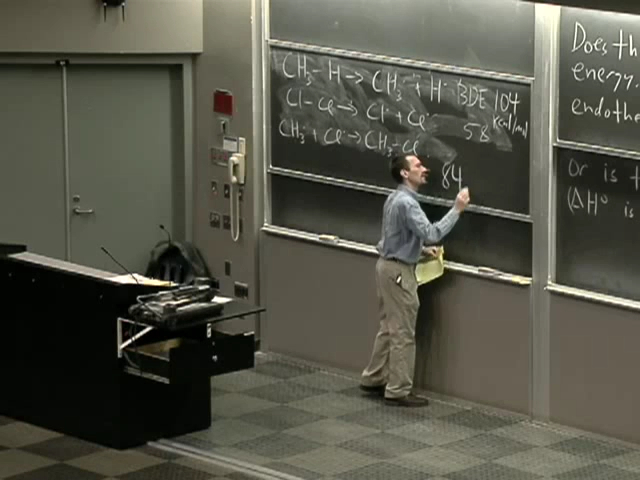 CH₃-H → CH₃· + H· BDE 104
Cl-Cl → Cl· + Cl· 58 kcal/mol
CH₃· + Cl· → CH₃-Cl
84
Does th
energy.
endothe
Or is t
(ΔH° is